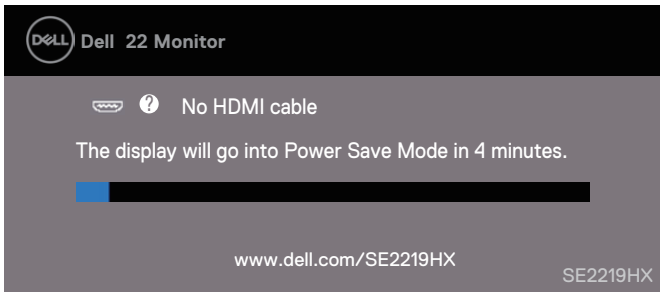 DELL Dell 22 Monitor
? No HDMI cable
The display will go into Power Save Mode in 4 minutes.
www.dell.com/SE2219HX
SE2219HX